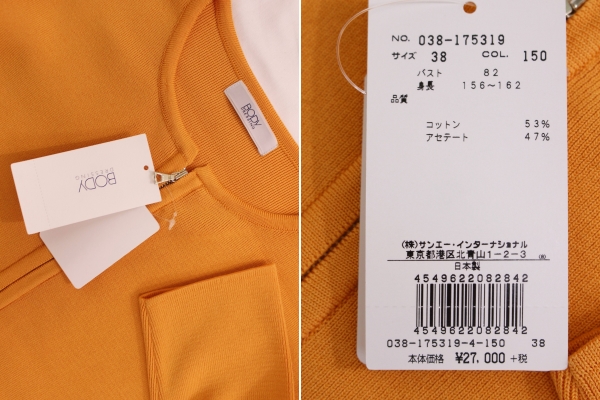 BODY
DRESSING
BODY
DRESSING
NO. 038-175319
サイズ 38 COL. 150
バスト 82
身長 156～162
品質
コットン 53%
アセテート 47%
(株)サンエー・インターナショナル
東京都港区北青山1-2-3
日本製
4549622082842
4549622082842
038-175319-4-150 38
本体価格 ¥27,000 +税